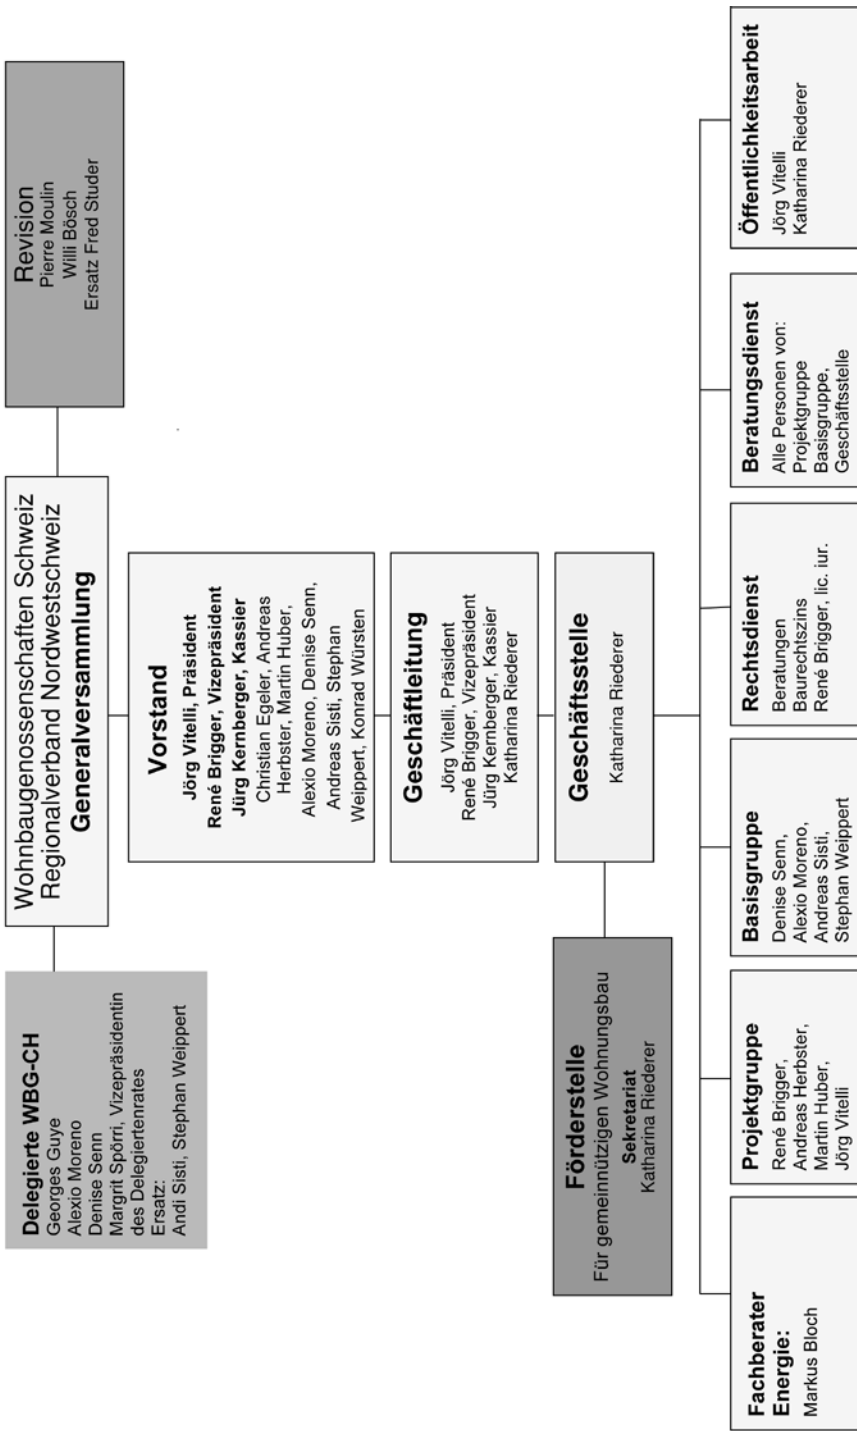 Wohnbaugenossenschaften Schweiz
Regionalverband Nordwestschweiz
Generalversammlung
Delegierte WBG-CH
Georges Guye
Alexio Moreno
Denise Senn
Margrit Spörri, Vizepräsidentin
des Delegiertenrates
Ersatz:
Andi Sisti, Stephan Weippert
Revision
Pierre Moulin
Willi Bösch
Ersatz Fred Studer
Vorstand
Jörg Vitelli, Präsident
René Brigger, Vizepräsident
Jürg Kernberger, Kassier
Christian Egeler, Andreas
Herbster, Martin Huber,
Alexio Moreno, Denise Senn,
Andreas Sisti, Stephan
Weippert, Konrad Würsten
Geschäftleitung
Jörg Vitelli, Präsident
René Brigger, Vizepräsident
Jürg Kernberger, Kassier
Katharina Riederer
Geschäftsstelle
Katharina Riederer
Förderstelle
Für gemeinnützigen Wohnungsbau
Sekretariat
Katharina Riederer
Fachberater
Energie:
Markus Bloch
Projektgruppe
René Brigger,
Andreas Herbster,
Martin Huber,
Jörg Vitelli
Basisgruppe
Denise Senn,
Alexio Moreno,
Andreas Sisti,
Stephan Weippert
Rechtsdienst
Beratungen
Baurechtszins
René Brigger, lic. iur.
Beratungsdienst
Alle Personen von:
Projektgruppe
Basisgruppe,
Geschäftsstelle
Öffentlichkeitsarbeit
Jörg Vitelli
Katharina Riederer